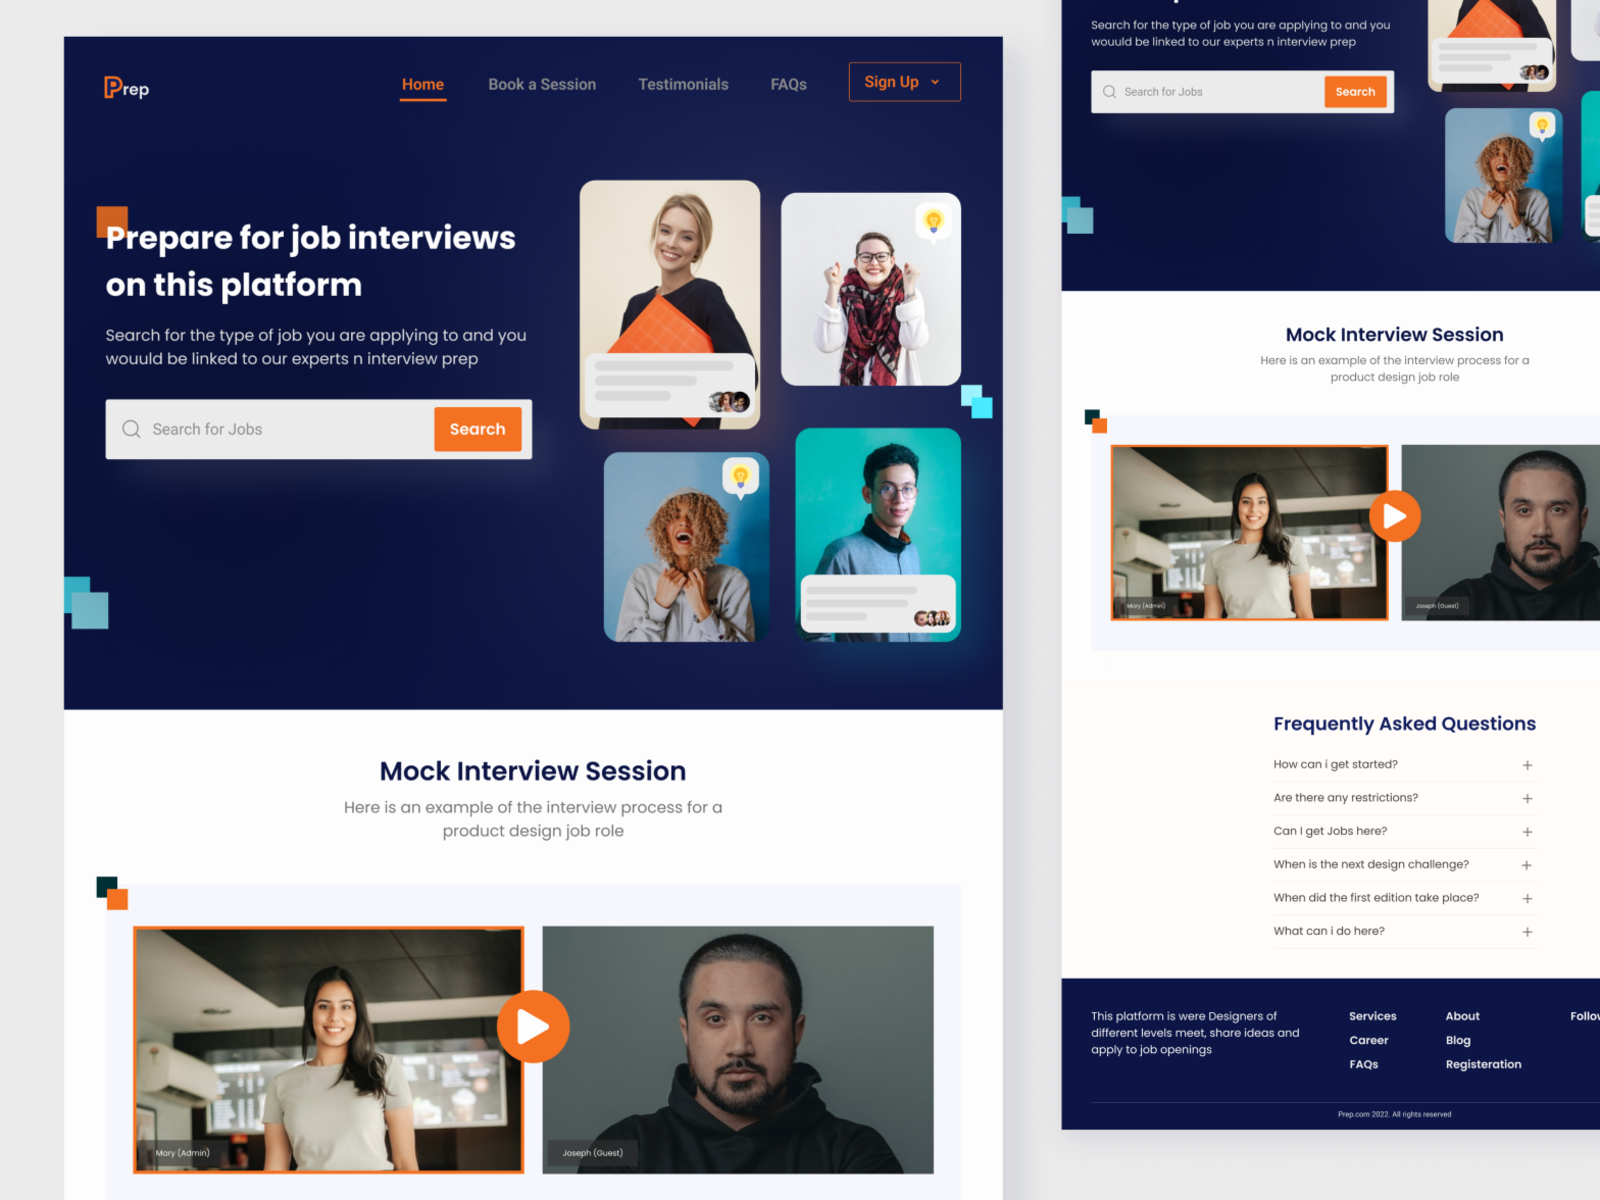 Prep
Home
Book a Session
Testimonials
FAQs
Sign Up
Prepare for job interviews
on this platform
Search for the type of job you are applying to and you
wouuld be linked to our experts n interview prep
Search for Jobs
Search
Mock Interview Session
Here is an example of the interview process for a
product design job role
Mary (Admin)
Joseph (Guest)
Search for the type of job you are applying to and you
wouuld be linked to our experts n interview prep
Search for Jobs
Search
Mock Interview Session
Here is an example of the interview process for a
product design job role
Mary (Admin)
Joseph (Guest)
Frequently Asked Questions
How can i get started?
Are there any restrictions?
Can I get Jobs here?
When is the next design challenge?
When did the first edition take place?
What can i do here?
This platform is were Designers of
different levels meet, share ideas and
apply to job openings
Services
Career
FAQs
About
Blog
Registeration
Follow
Prep.com 2022. All rights reserved